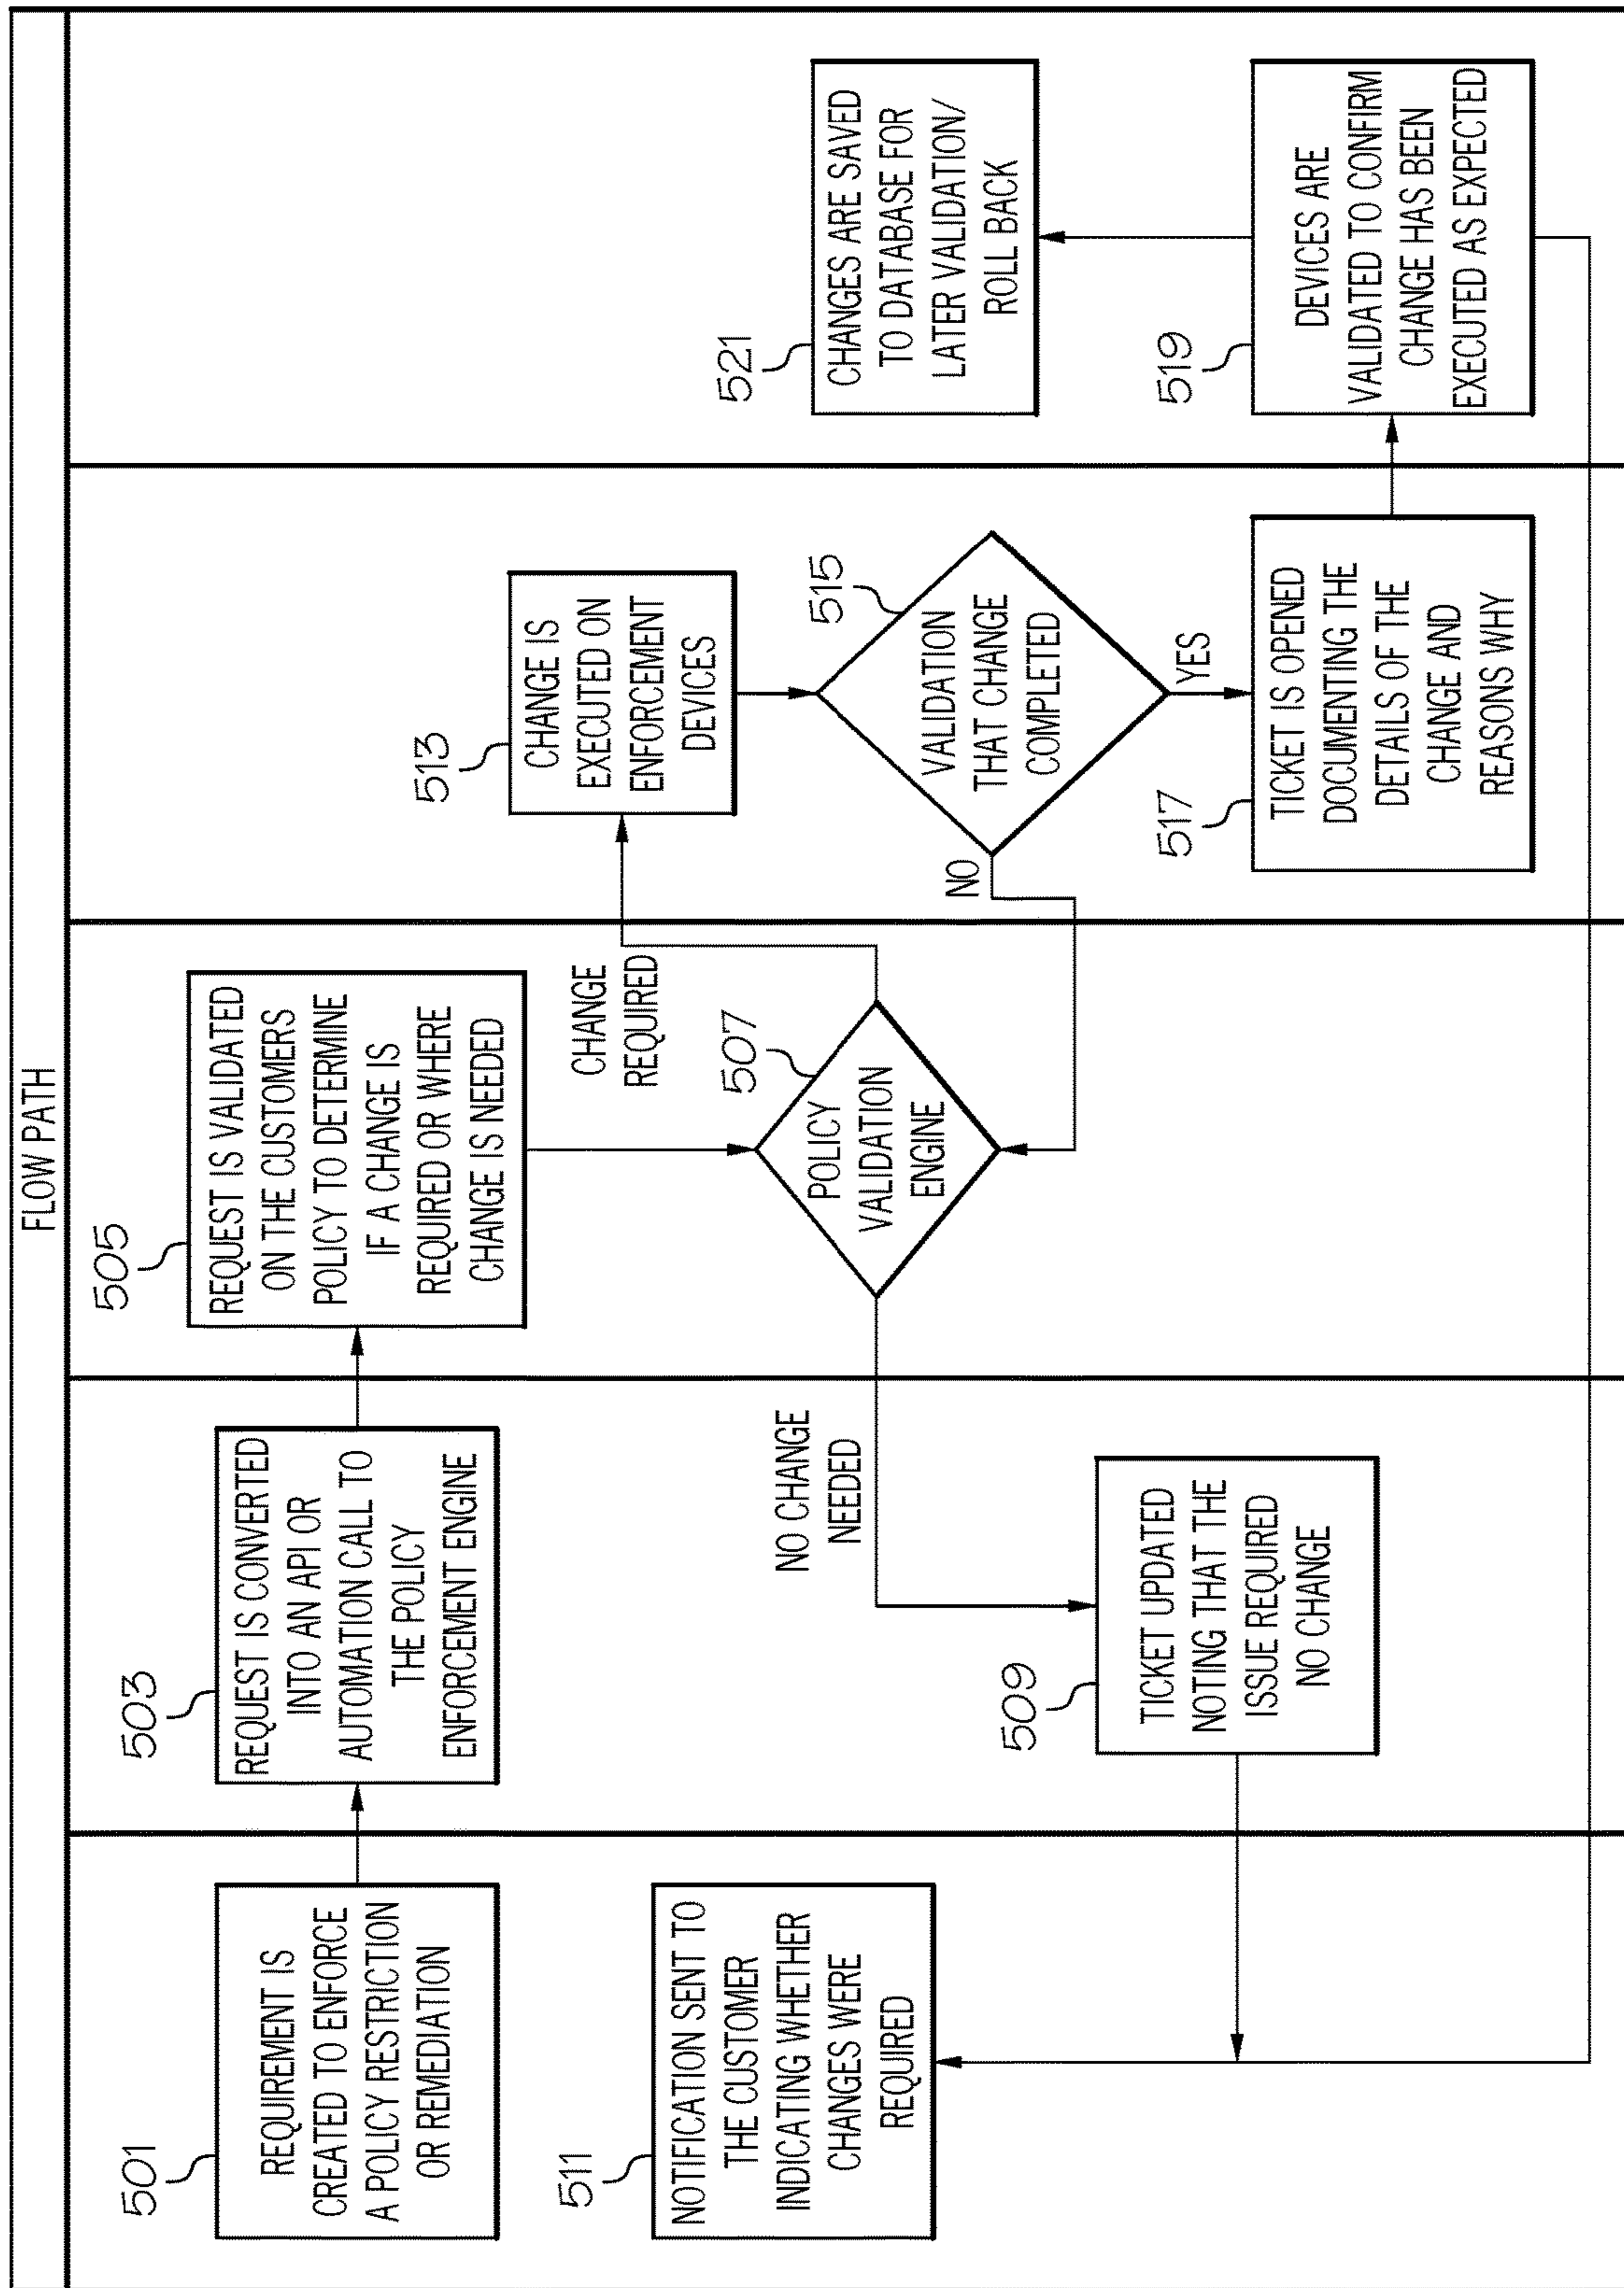 FLOW PATH
501
REQUIREMENT IS
CREATED TO ENFORCE
A POLICY RESTRICTION
OR REMEDIATION
503
REQUEST IS CONVERTED
INTO AN API OR
AUTOMATION CALL TO
THE POLICY
ENFORCEMENT ENGINE
505
REQUEST IS VALIDATED
ON THE CUSTOMERS
POLICY TO DETERMINE
IF A CHANGE IS
REQUIRED OR WHERE
CHANGE IS NEEDED
507
POLICY
VALIDATION
ENGINE
CHANGE
REQUIRED
NO CHANGE
NEEDED
509
TICKET UPDATED
NOTING THAT THE
ISSUE REQUIRED
NO CHANGE
511
NOTIFICATION SENT TO
THE CUSTOMER
INDICATING WHETHER
CHANGES WERE
REQUIRED
513
CHANGE IS
EXECUTED ON
ENFORCEMENT
DEVICES
515
VALIDATION
THAT CHANGE
COMPLETED
NO
YES
517
TICKET IS OPENED
DOCUMENTING THE
DETAILS OF THE
CHANGE AND
REASONS WHY
519
DEVICES ARE
VALIDATED TO CONFIRM
CHANGE HAS BEEN
EXECUTED AS EXPECTED
521
CHANGES ARE SAVED
TO DATABASE FOR
LATER VALIDATION/
ROLL BACK